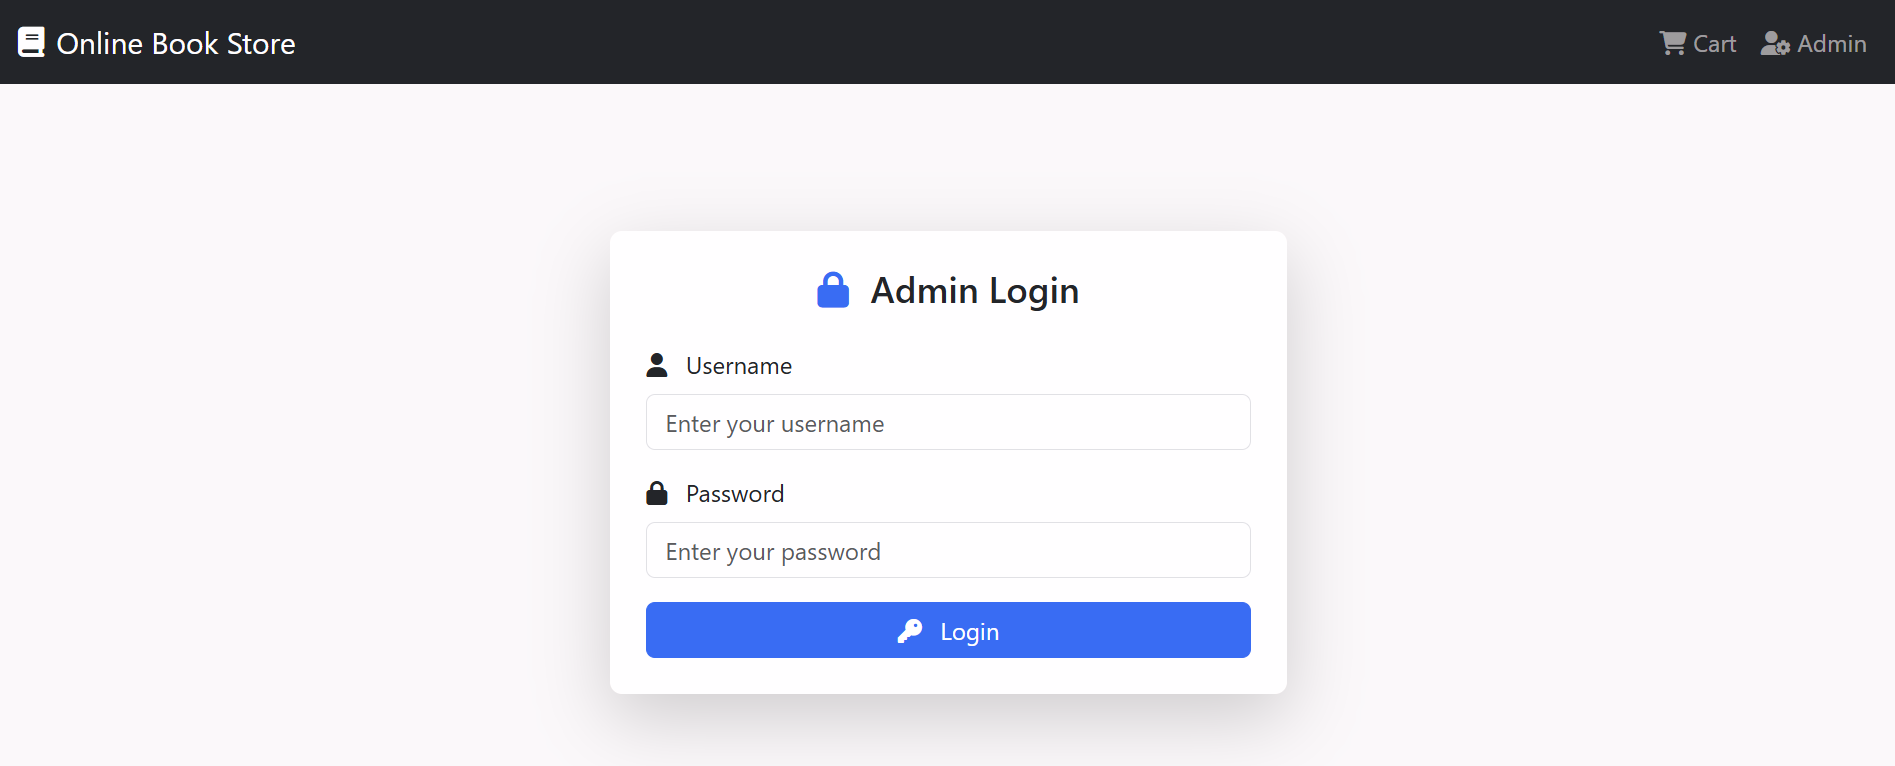 Online Book Store
Cart
Admin
Admin Login
Username
Enter your username
Password
Enter your password
Login